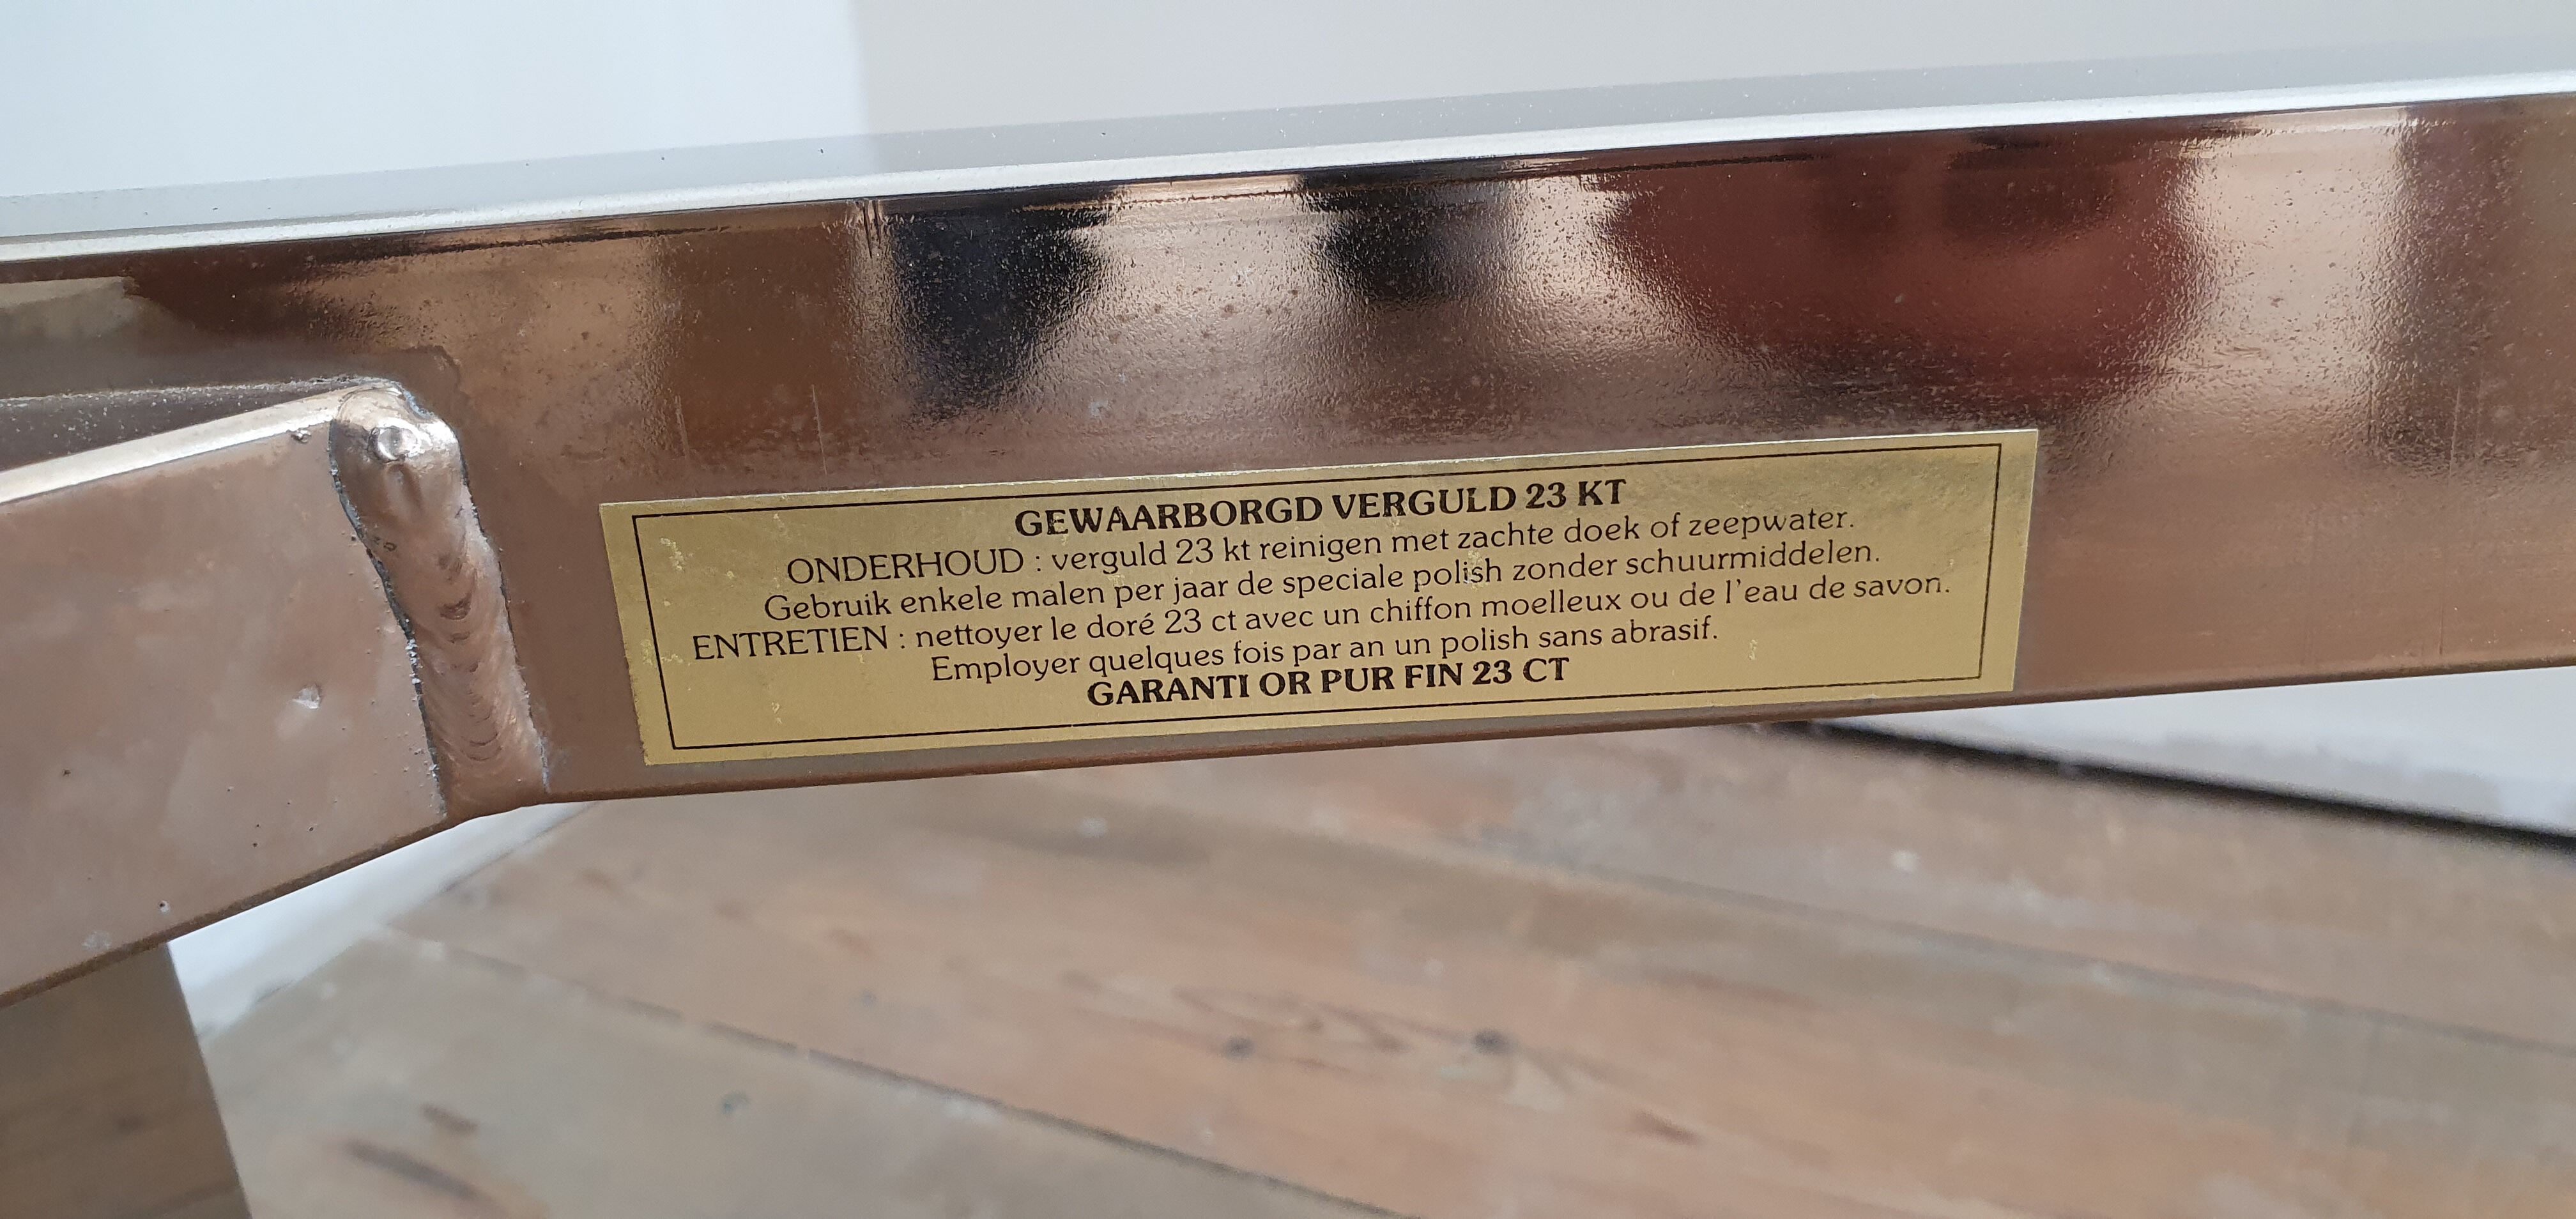 GEWAARBORGD VERGULD 23 KT
ONDERHOUD : verguld 23 kt reinigen met zachte doek of zeepwater.
Gebruik enkele malen per jaar de speciale polish zonder schuurmiddelen.
ENTRETIEN : nettoyer le doré 23 ct avec un chiffon moelleux ou de l'eau de savon.
Employer quelques fois par an un polish sans abrasif.
GARANTI OR PUR FIN 23 CT